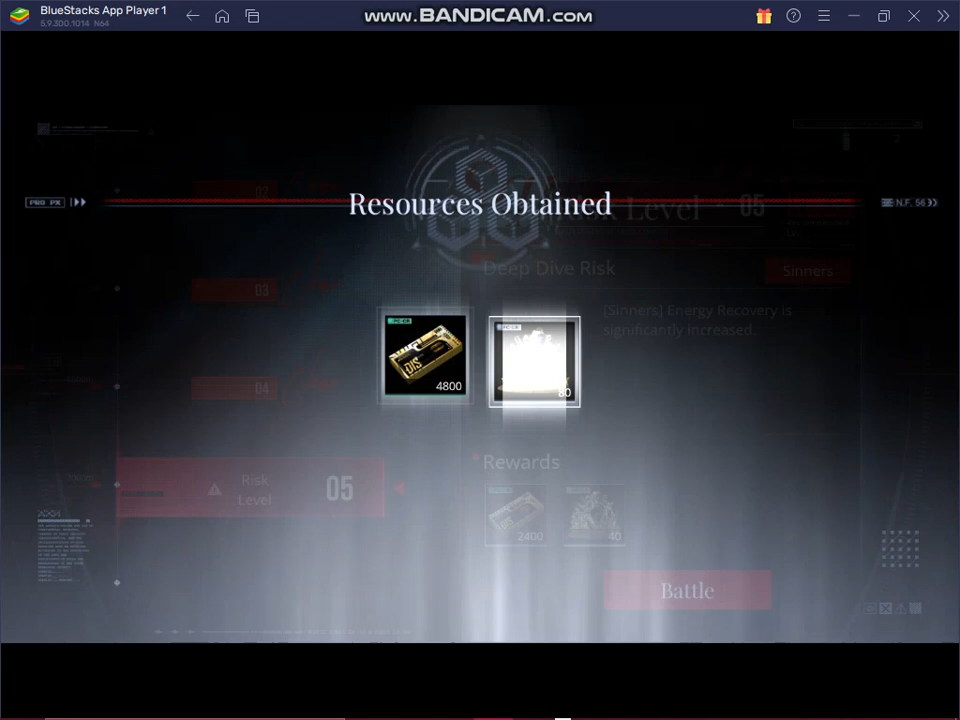 BlueStacks App Player 1
5.9.300.1014 N64
WWW.BANDICAM.COM
PRG PX
Resources Obtained
N.F. 56
02
Risk Level - 05
Deep Dive Risk
Sinners
03
[Sinners] Energy Recovery is
significantly increased.
DIS
4800
80
04
Rewards
Risk
Level
05
2400
40
Battle